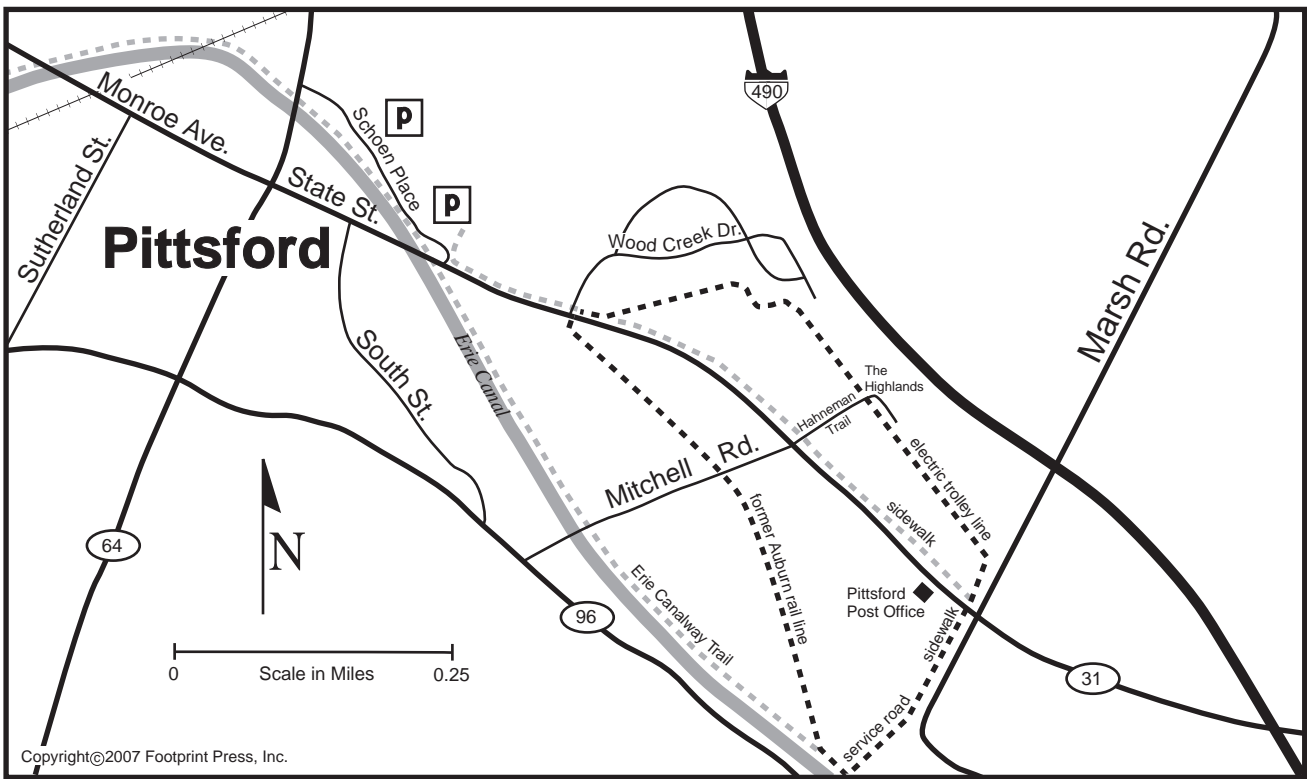 490
Monroe Ave.
Schoen Place
P
P
State St.
Sutherland St.
Pittsford
Wood Creek Dr.
Marsh Rd.
Erie Canal
South St.
The
Highlands
Hahneman
Trail
Mitchell Rd.
electric trolley line
sidewalk
former Auburn rail line
64
N
Erie Canalway Trail
Pittsford
Post Office
96
sidewalk
31
0
Scale in Miles
0.25
service road
Copyright©2007 Footprint Press, Inc.